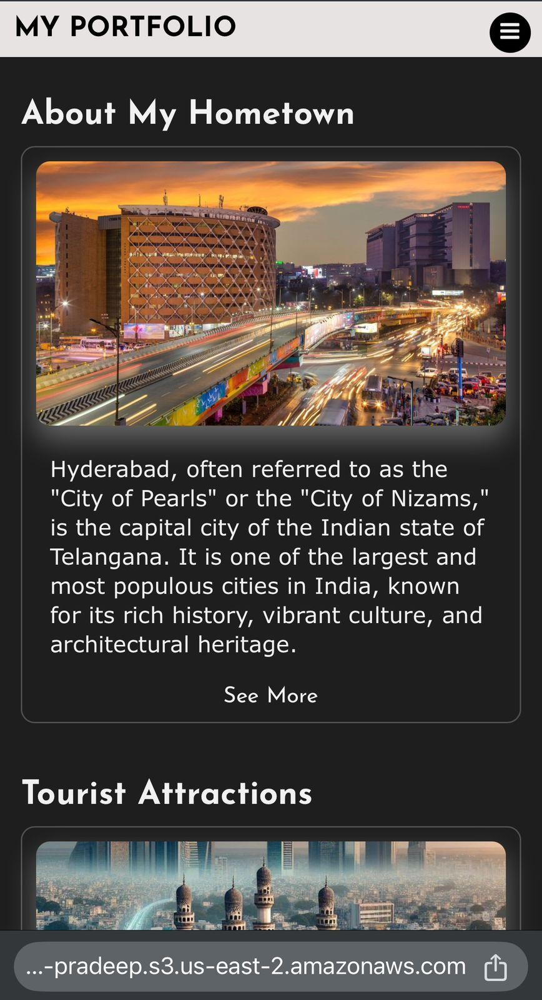 MY PORTFOLIO
About My Hometown
TRIDENT
Hyderabad, often referred to as the
"City of Pearls" or the "City of Nizams,"
is the capital city of the Indian state of
Telangana. It is one of the largest and
most populous cities in India, known
for its rich history, vibrant culture, and
architectural heritage.
See More
Tourist Attractions
...-pradeep.s3.us-east-2.amazonaws.com